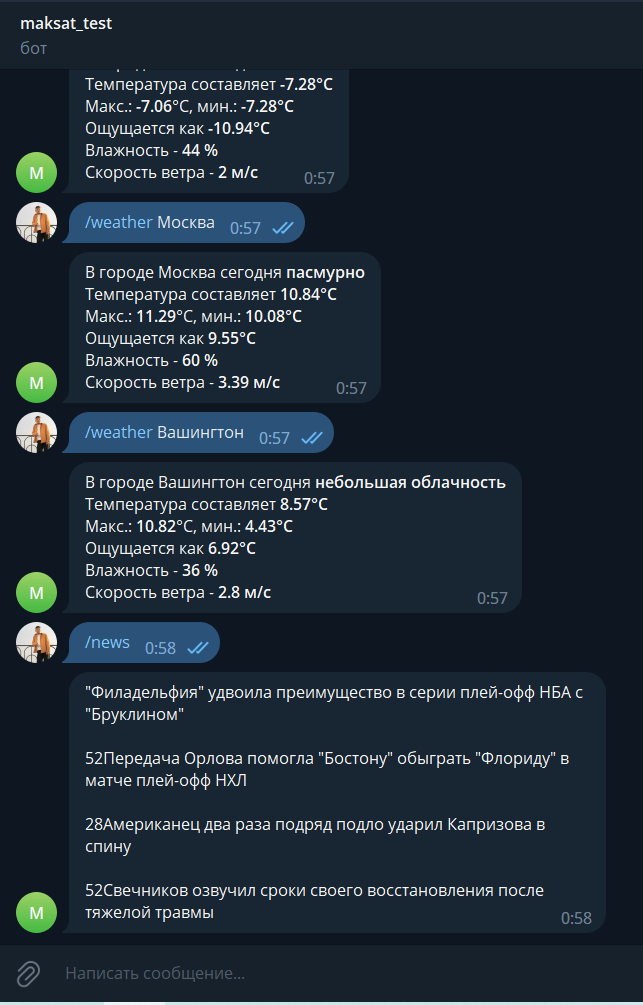 maksat_test
бот
Температура составляет -7.28°C
Макс.: -7.06°C, мин.: -7.28°C
Ощущается как -10.94°C
Влажность - 44 %
Скорость ветра - 2 м/с
0:57
М
/weather Москва
0:57
В городе Москва сегодня пасмурно
Температура составляет 10.84°C
Макс.: 11.29°C, мин.: 10.08°C
Ощущается как 9.55°C
Влажность - 60 %
Скорость ветра - 3.39 м/с
0:57
М
/weather Вашингтон
0:57
В городе Вашингтон сегодня небольшая облачность
Температура составляет 8.57°C
Макс.: 10.82°C, мин.: 4.43°C
Ощущается как 6.92°C
Влажность - 36 %
Скорость ветра - 2.8 м/с
0:57
М
/news
0:58
"Филадельфия" удвоила преимущество в серии плей-офф НБА с
"Бруклином"
52Передача Орлова помогла "Бостону" обыграть "Флориду" в
матче плей-офф НХЛ
28Американец два раза подряд подло ударил Капризова в
спину
52Свечников озвучил сроки своего восстановления после
тяжелой травмы
0:58
М
Написать сообщение...